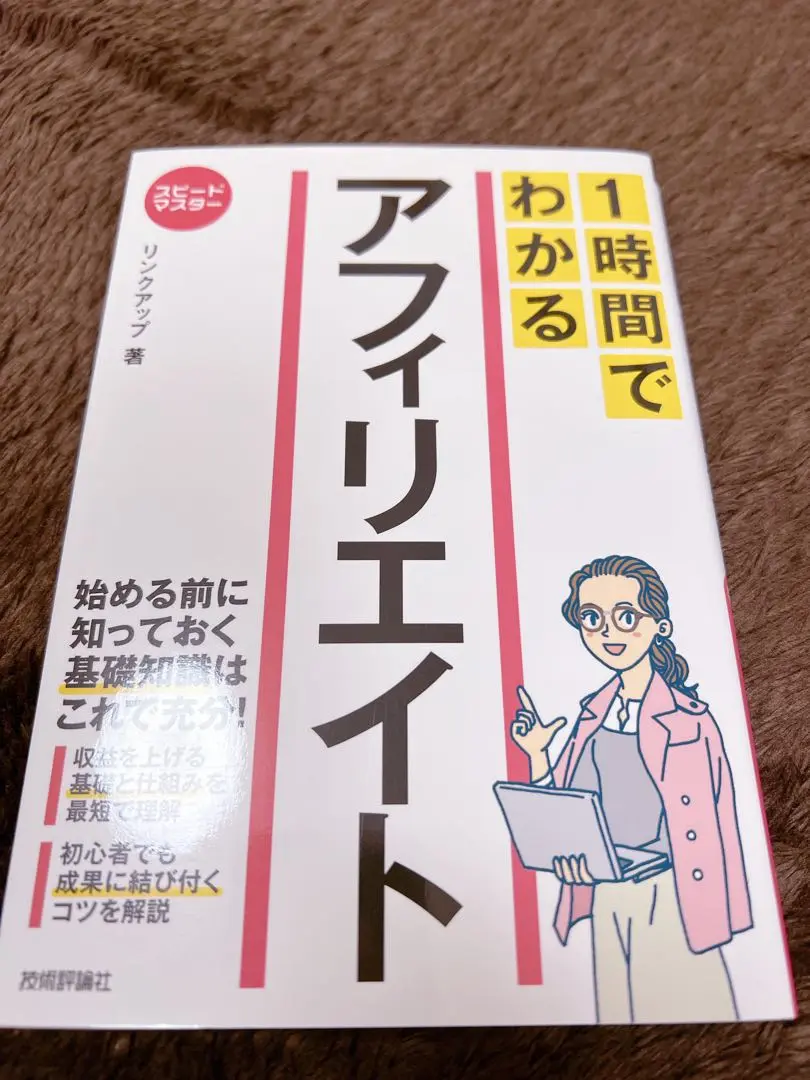 1時間で
わかる
アフィリエイト
スピード
マスター
リンクアップ 著
始める前に
知っておく
基礎知識は
これで充分!
収益を上げる
基礎と仕組みを
最短で理解
初心者でも
成果に結び付く
コツを解説
技術評論社